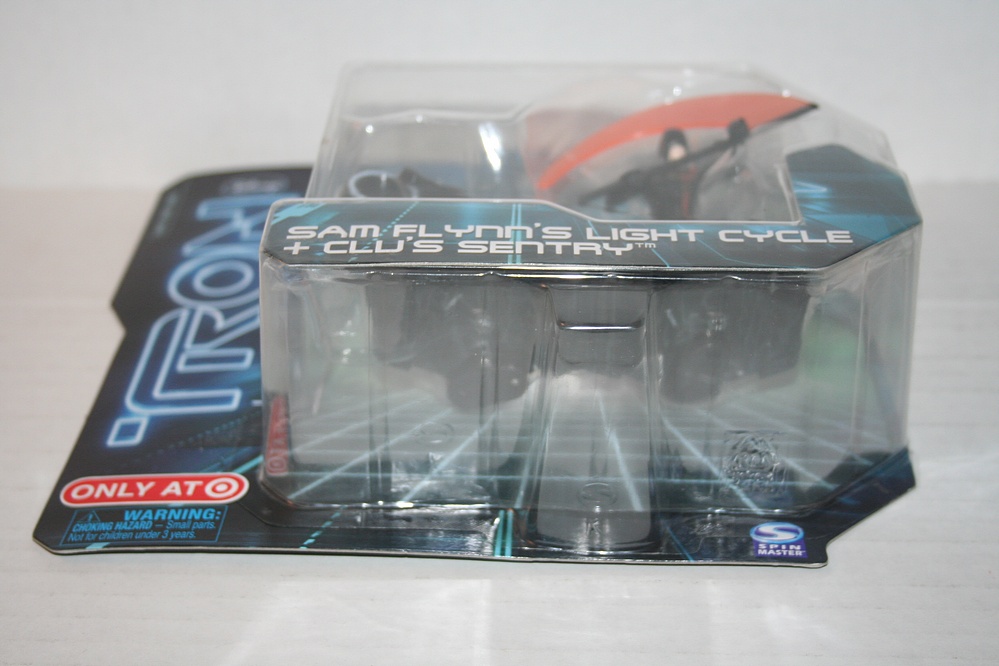 SAM FLYNN'S LIGHT CYCLE
+ CLU'S SENTRY™
TRON
ONLY AT
WARNING:
CHOKING HAZARD — Small parts.
Not for children under 3 years.
SPIN
MASTER